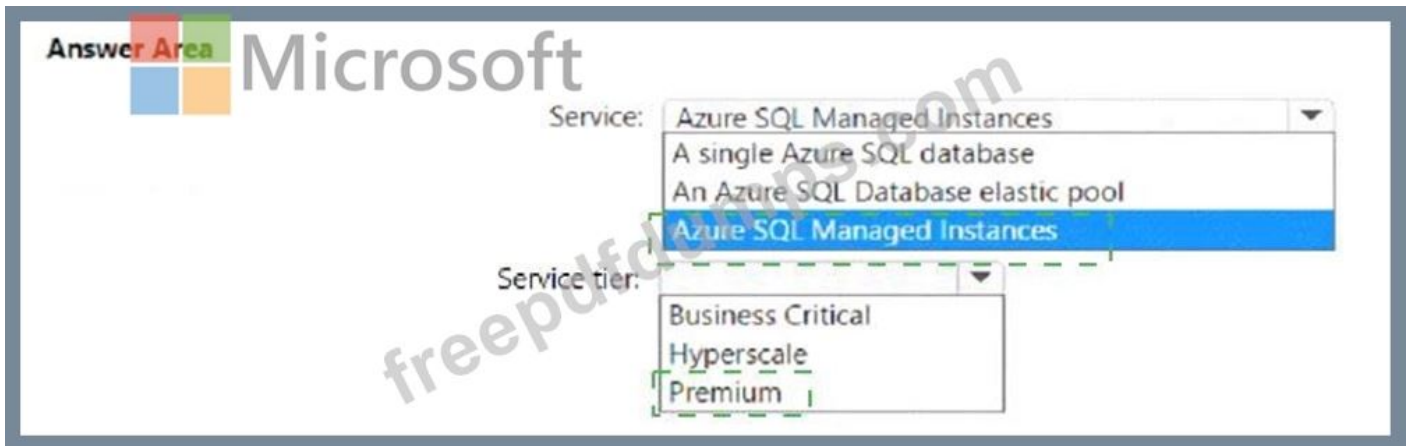 Answer Area
Microsoft
Service: Azure SQL Managed Instances
A single Azure SQL database
An Azure SQL Database elastic pool
Azure SQL Managed Instances
Service tier:
Business Critical
Hyperscale
Premium
freepdfdumps.com